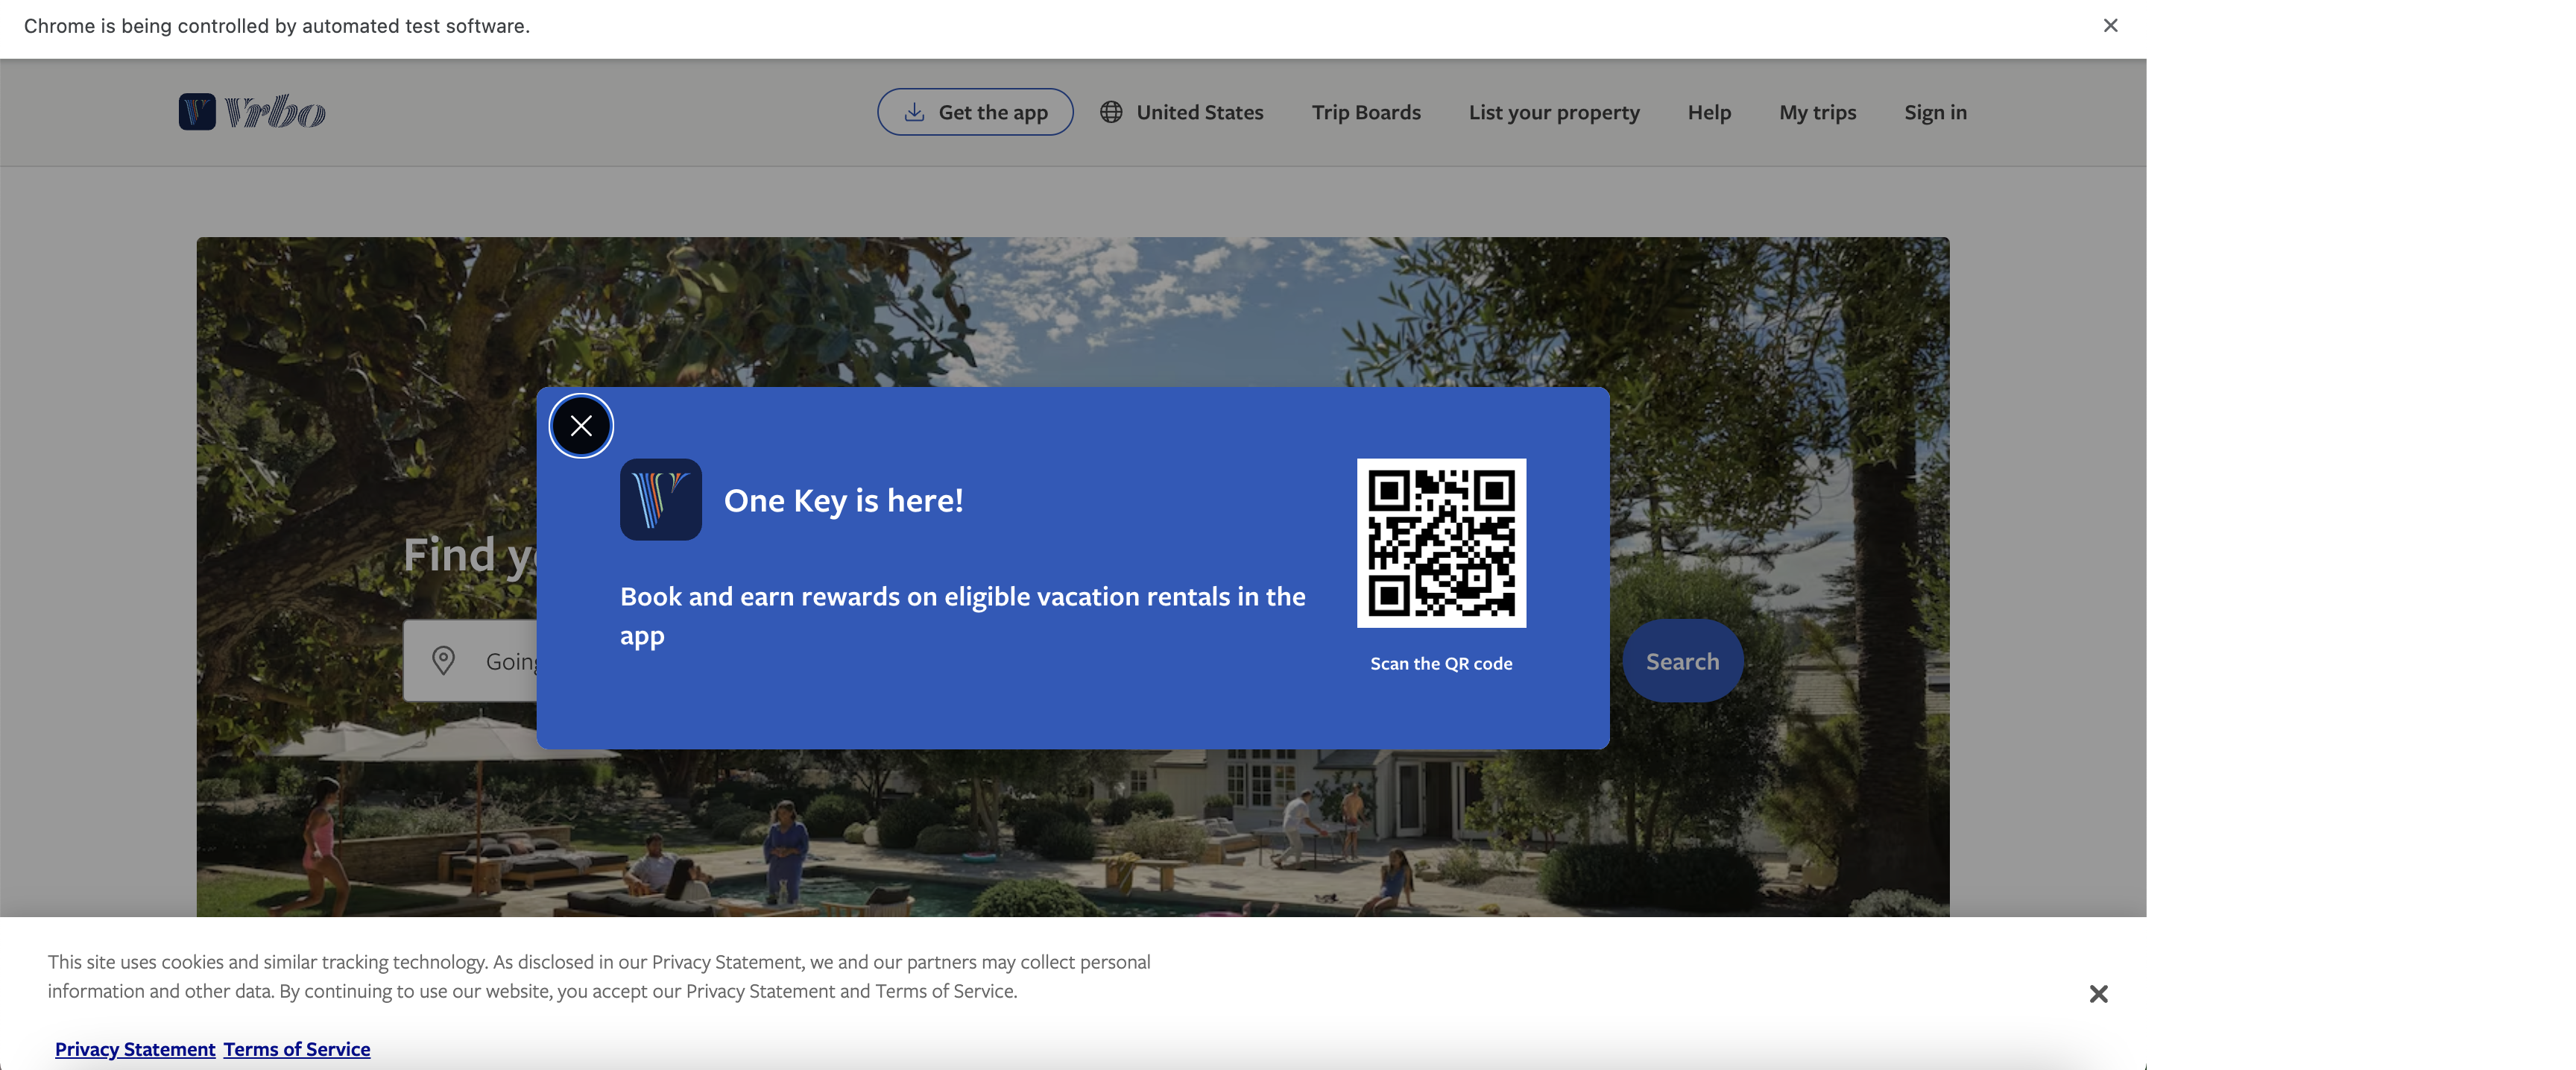 Chrome is being controlled by automated test software.
Vrbo
Get the app
United States
Trip Boards
List your property
Help
My trips
Sign in
One Key is here!
Find
Book and earn rewards on eligible vacation rentals in the
app
Going
Scan the QR code
Search
This site uses cookies and similar tracking technology. As disclosed in our Privacy Statement, we and our partners may collect personal
information and other data. By continuing to use our website, you accept our Privacy Statement and Terms of Service.
Privacy Statement Terms of Service